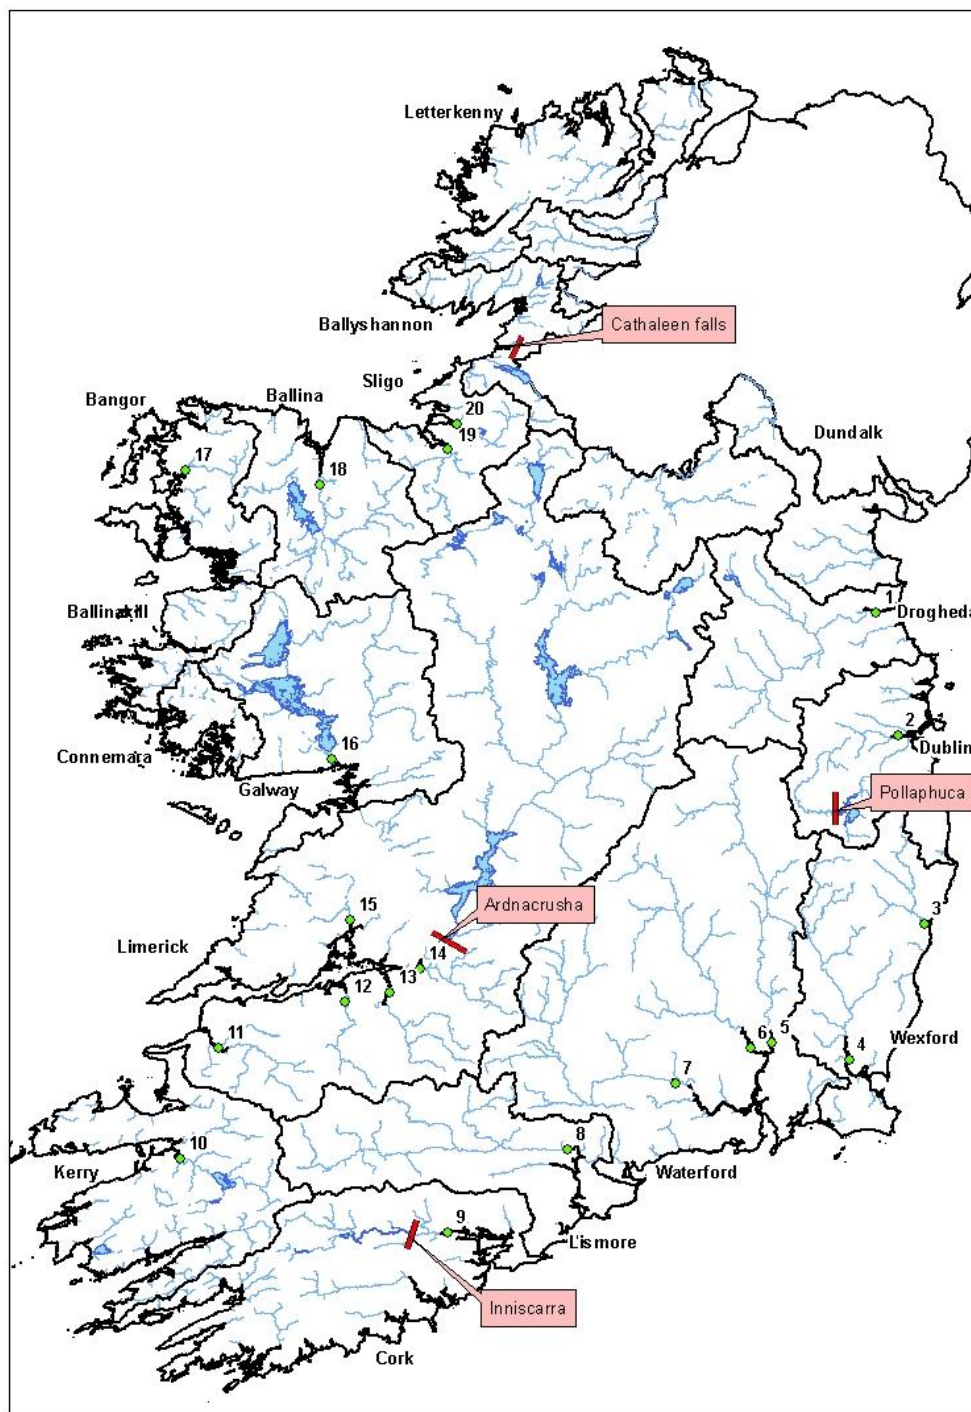 Letterkenny
Cathaleen falls
Ballyshannon
Sligo
Ballina
Bangor
20
19
Dundalk
17
18
1
Drogheda
Ballinakill
2
Dublin
Connemara
16
Galway
Pollaphuca
Ardnacrusha
15
3
Limerick
14
13
12
5
6
11
Wexford
4
7
8
10
Kerry
Waterford
9
Lismore
Inniscarra
Cork